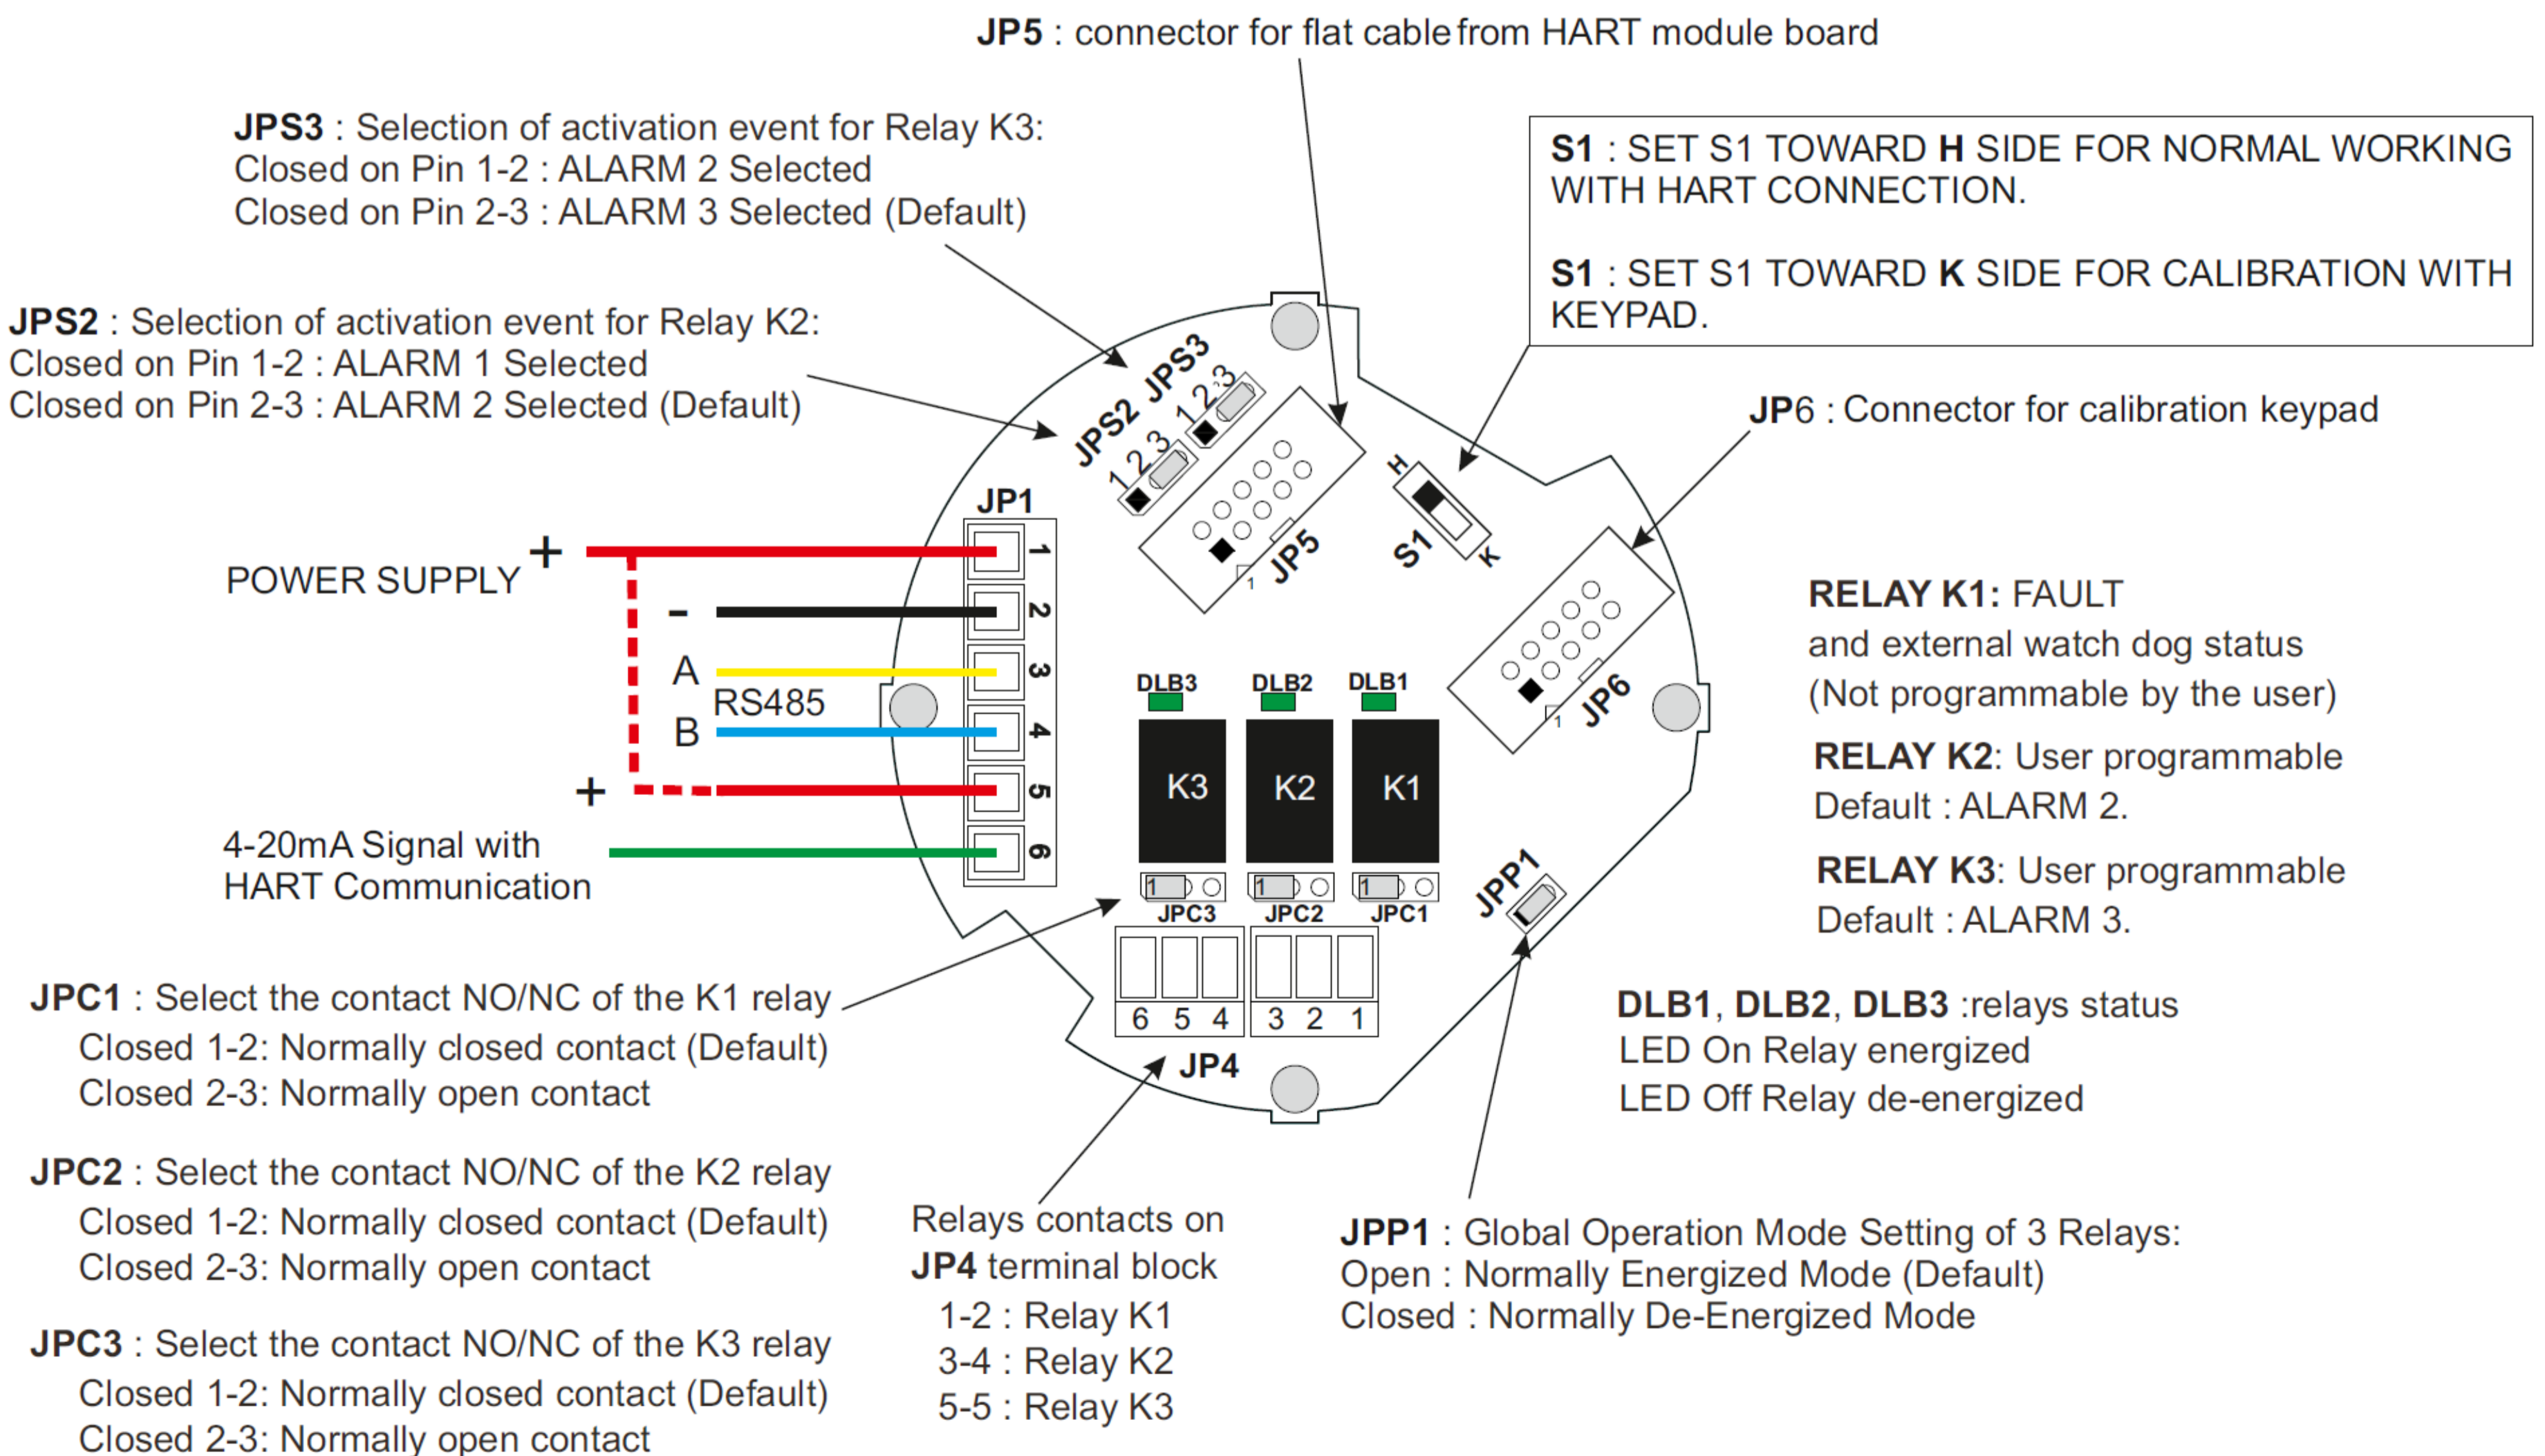 JP5 : connector for flat cable from HART module board
JPS3 : Selection of activation event for Relay K3:
Closed on Pin 1-2 : ALARM 2 Selected
Closed on Pin 2-3 : ALARM 3 Selected (Default)
S1 : SET S1 TOWARD H SIDE FOR NORMAL WORKING
WITH HART CONNECTION.
S1 : SET S1 TOWARD K SIDE FOR CALIBRATION WITH
KEYPAD.
JPS2 : Selection of activation event for Relay K2:
Closed on Pin 1-2 : ALARM 1 Selected
Closed on Pin 2-3 : ALARM 2 Selected (Default)
JP6 : Connector for calibration keypad
JPS3
1 2 3
JPS2
1 2 3
JP5
1
H
S1
K
JP6
1
JP1
1
2
3
4
5
6
POWER SUPPLY
+
-
A
RS485
B
+
4-20mA Signal with
HART Communication
DLB3 DLB2 DLB1
K3 K2 K1
1 1 1
JPC3 JPC2 JPC1
6 5 4 3 2 1
JP4
JPP1
RELAY K1: FAULT
and external watch dog status
(Not programmable by the user)
RELAY K2: User programmable
Default : ALARM 2.
RELAY K3: User programmable
Default : ALARM 3.
DLB1, DLB2, DLB3 :relays status
LED On Relay energized
LED Off Relay de-energized
JPC1 : Select the contact NO/NC of the K1 relay
Closed 1-2: Normally closed contact (Default)
Closed 2-3: Normally open contact
JPC2 : Select the contact NO/NC of the K2 relay
Closed 1-2: Normally closed contact (Default)
Closed 2-3: Normally open contact
JPC3 : Select the contact NO/NC of the K3 relay
Closed 1-2: Normally closed contact (Default)
Closed 2-3: Normally open contact
Relays contacts on
JP4 terminal block
1-2 : Relay K1
3-4 : Relay K2
5-5 : Relay K3
JPP1 : Global Operation Mode Setting of 3 Relays:
Open : Normally Energized Mode (Default)
Closed : Normally De-Energized Mode